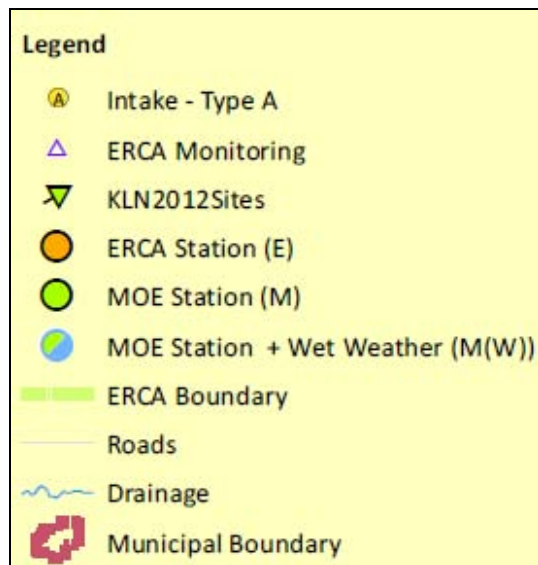 Legend
A Intake - Type A
ERCA Monitoring
KLN2012Sites
ERCA Station (E)
MOE Station (M)
MOE Station + Wet Weather (M(W))
ERCA Boundary
Roads
Drainage
Municipal Boundary